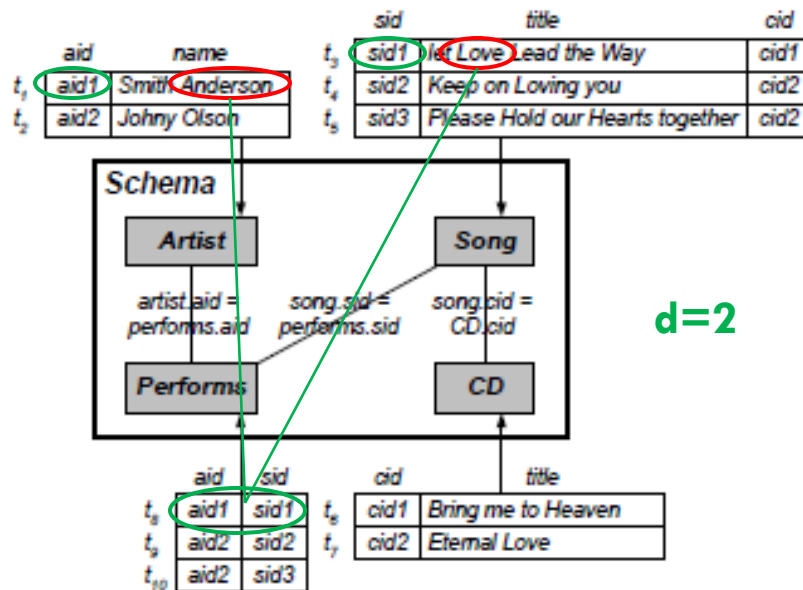 sid title cid
aid name
t3 sid1 let Love Lead the Way cid1
t1 aid1 Smith Anderson
t4 sid2 Keep on Loving you cid2
t2 aid2 Johny Olson
t5 sid3 Please Hold our Hearts together cid2
Schema
Artist Song
artist.aid = song.sid = song.cid =
performs.aid performs.sid CD.cid
d=2
Performs CD
aid sid cid title
t8 aid1 sid1 t6 cid1 Bring me to Heaven
t9 aid2 sid2 t7 cid2 Eternal Love
t10 aid2 sid3